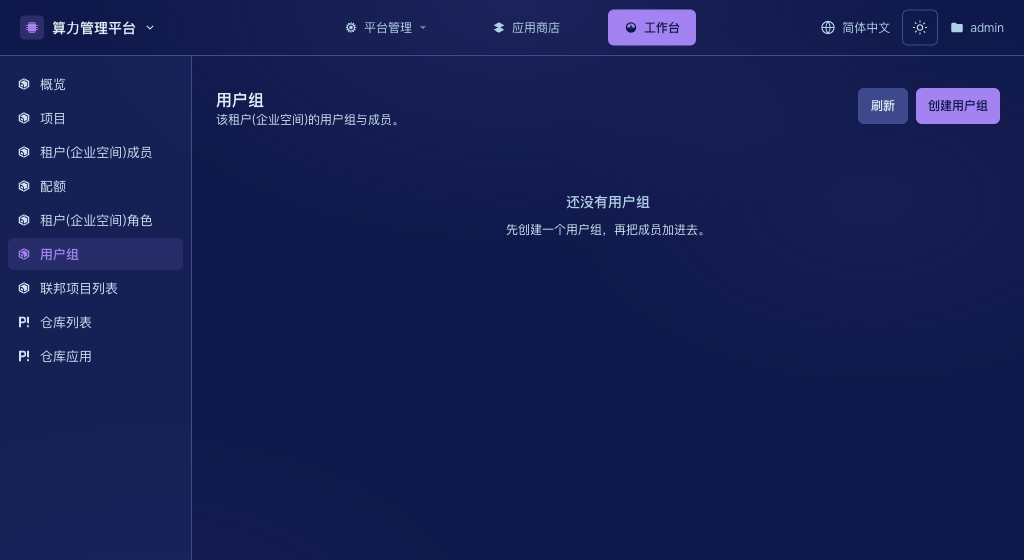 算力管理平台
平台管理
应用商店
工作台
简体中文
admin
概览
项目
租户(企业空间)成员
配额
租户(企业空间)角色
用户组
联邦项目列表
P! 仓库列表
P! 仓库应用
用户组
该租户(企业空间)的用户组与成员。
刷新
创建用户组
还没有用户组
先创建一个用户组，再把成员加进去。